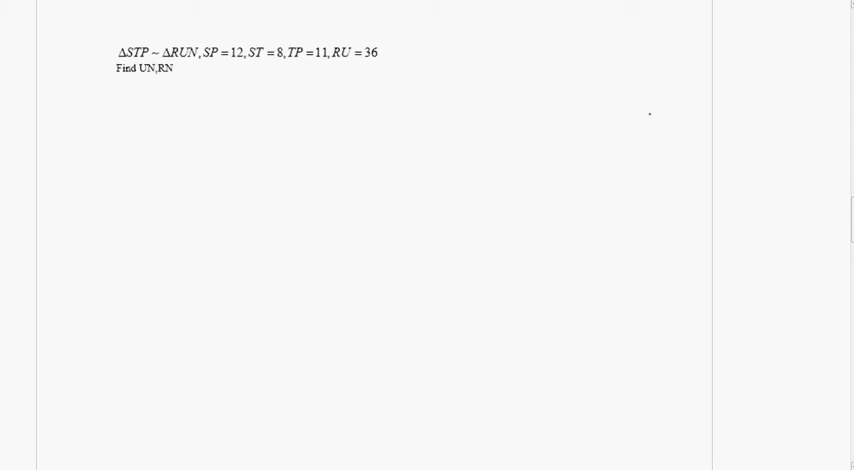 ΔSTP ~ ΔRUN, SP = 12, ST = 8, TP = 11, RU = 36
Find UN,RN